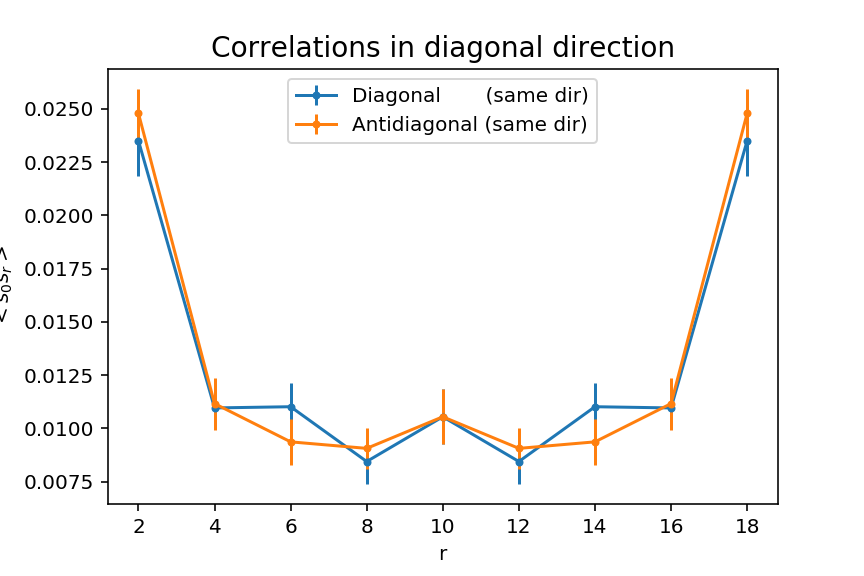 Correlations in diagonal direction
Diagonal (same dir)
Antidiagonal (same dir)
0.0250
0.0225
0.0200
0.0175
0.0150
0.0125
0.0100
0.0075
< s₀sᵣ >
2 4 6 8 10 12 14 16 18
r